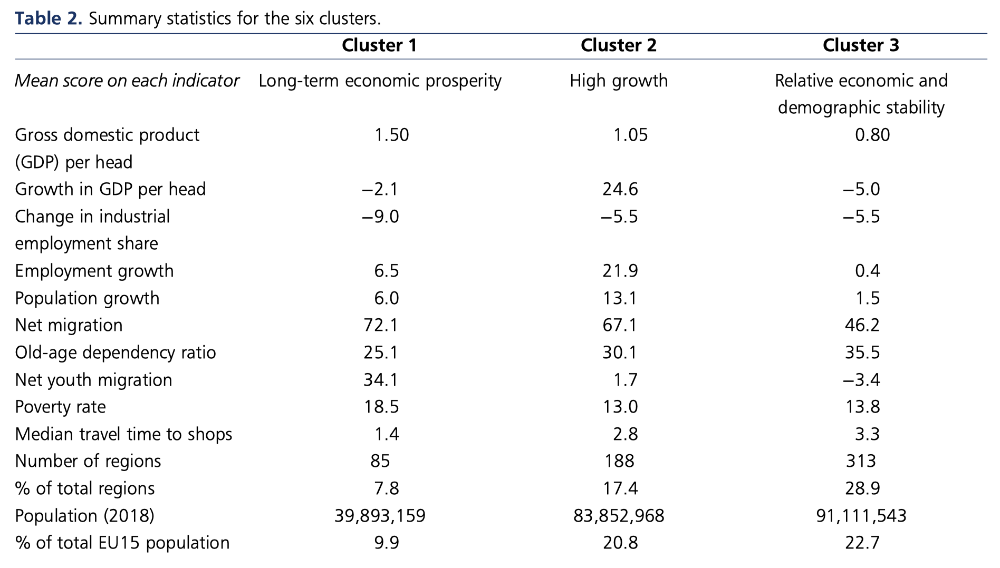 Table 2. Summary statistics for the six clusters.
Cluster 1 Cluster 2 Cluster 3
Mean score on each indicator Long-term economic prosperity High growth Relative economic and
demographic stability
Gross domestic product 1.50 1.05 0.80
(GDP) per head
Growth in GDP per head −2.1 24.6 −5.0
Change in industrial −9.0 −5.5 −5.5
employment share
Employment growth 6.5 21.9 0.4
Population growth 6.0 13.1 1.5
Net migration 72.1 67.1 46.2
Old-age dependency ratio 25.1 30.1 35.5
Net youth migration 34.1 1.7 −3.4
Poverty rate 18.5 13.0 13.8
Median travel time to shops 1.4 2.8 3.3
Number of regions 85 188 313
% of total regions 7.8 17.4 28.9
Population (2018) 39,893,159 83,852,968 91,111,543
% of total EU15 population 9.9 20.8 22.7